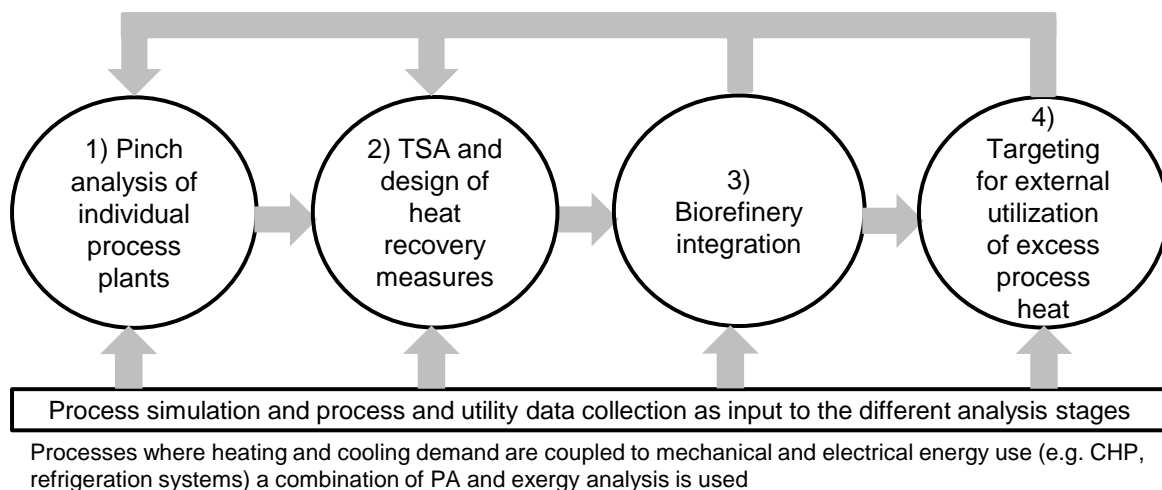 1) Pinch
analysis of
individual
process
plants
2) TSA and
design of
heat
recovery
measures
3)
Biorefinery
integration
4)
Targeting
for external
utilization
of excess
process
heat
Process simulation and process and utility data collection as input to the different analysis stages
Processes where heating and cooling demand are coupled to mechanical and electrical energy use (e.g. CHP,
refrigeration systems) a combination of PA and exergy analysis is used